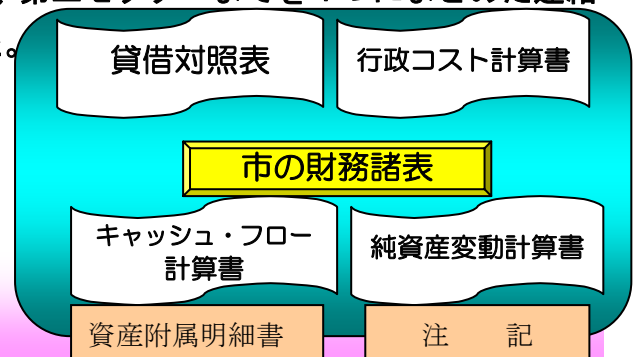 貸借対照表
行政コスト計算書
市の財務諸表
キャッシュ・フロー
計算書
純資産変動計算書
資産附属明細書
注　記